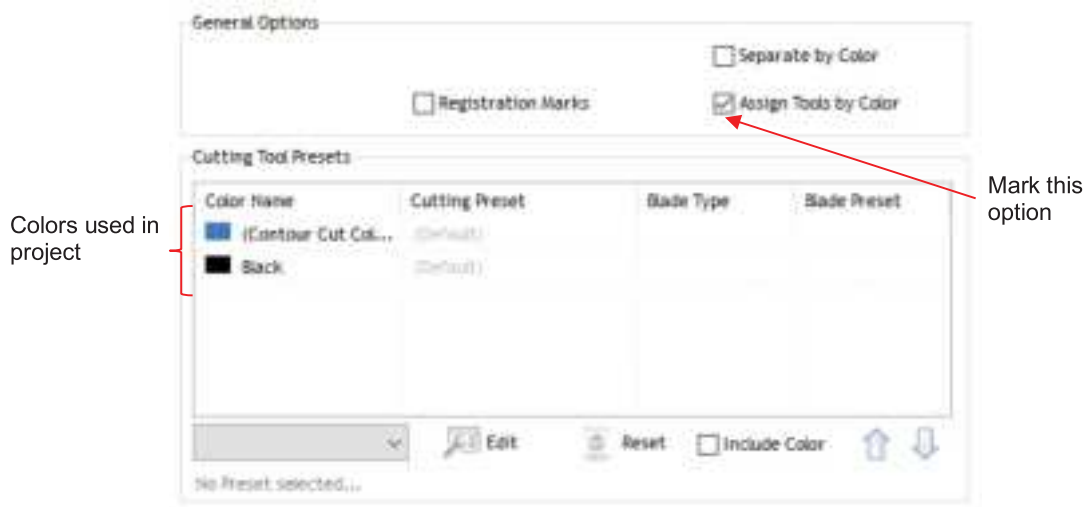 General Options
Separate by Color
Registration Marks
Assign Tools by Color
Cutting Tool Presets
Mark this
option
Color Name
Cutting Preset
Blade Type
Blade Preset
Colors used in
project
(Contour Cut Col...
(Default)
Black
(Default)
Edit
Reset
Include Color
No Preset selected...